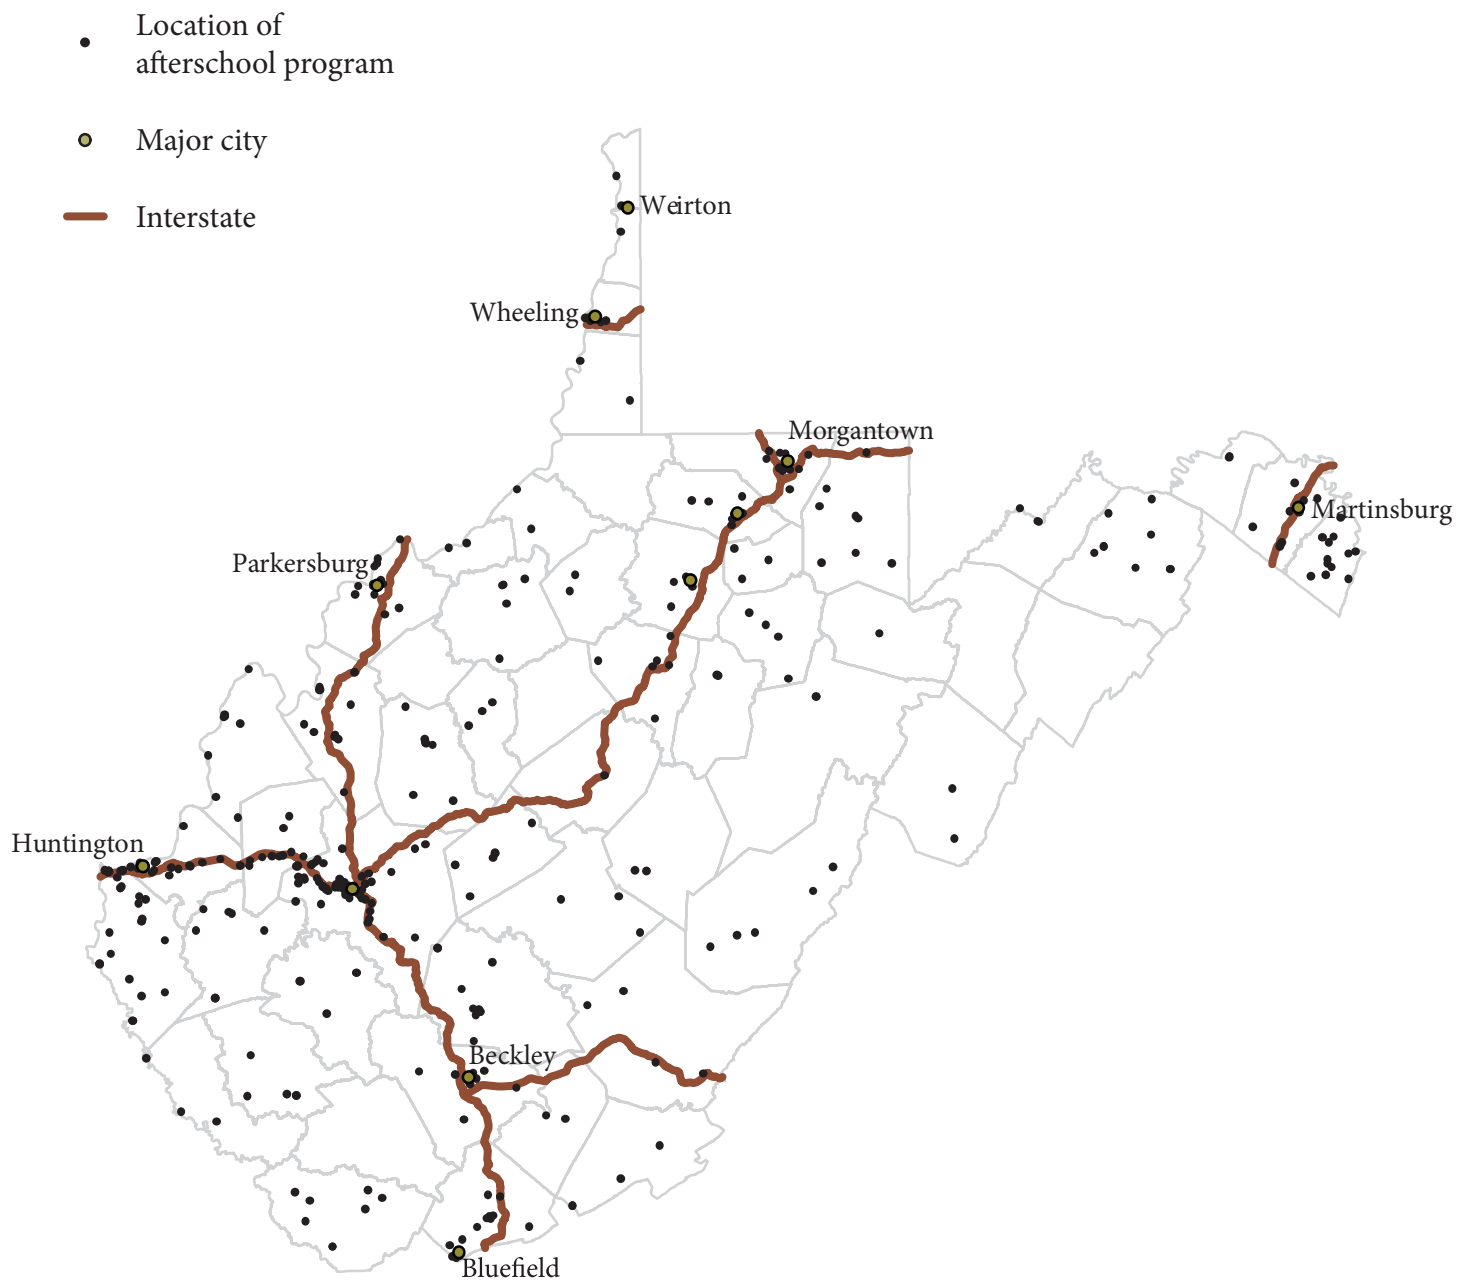 Location of
afterschool program
Major city
Interstate
Weirton
Wheeling
Morgantown
Martinsburg
Parkersburg
Huntington
Beckley
Bluefield